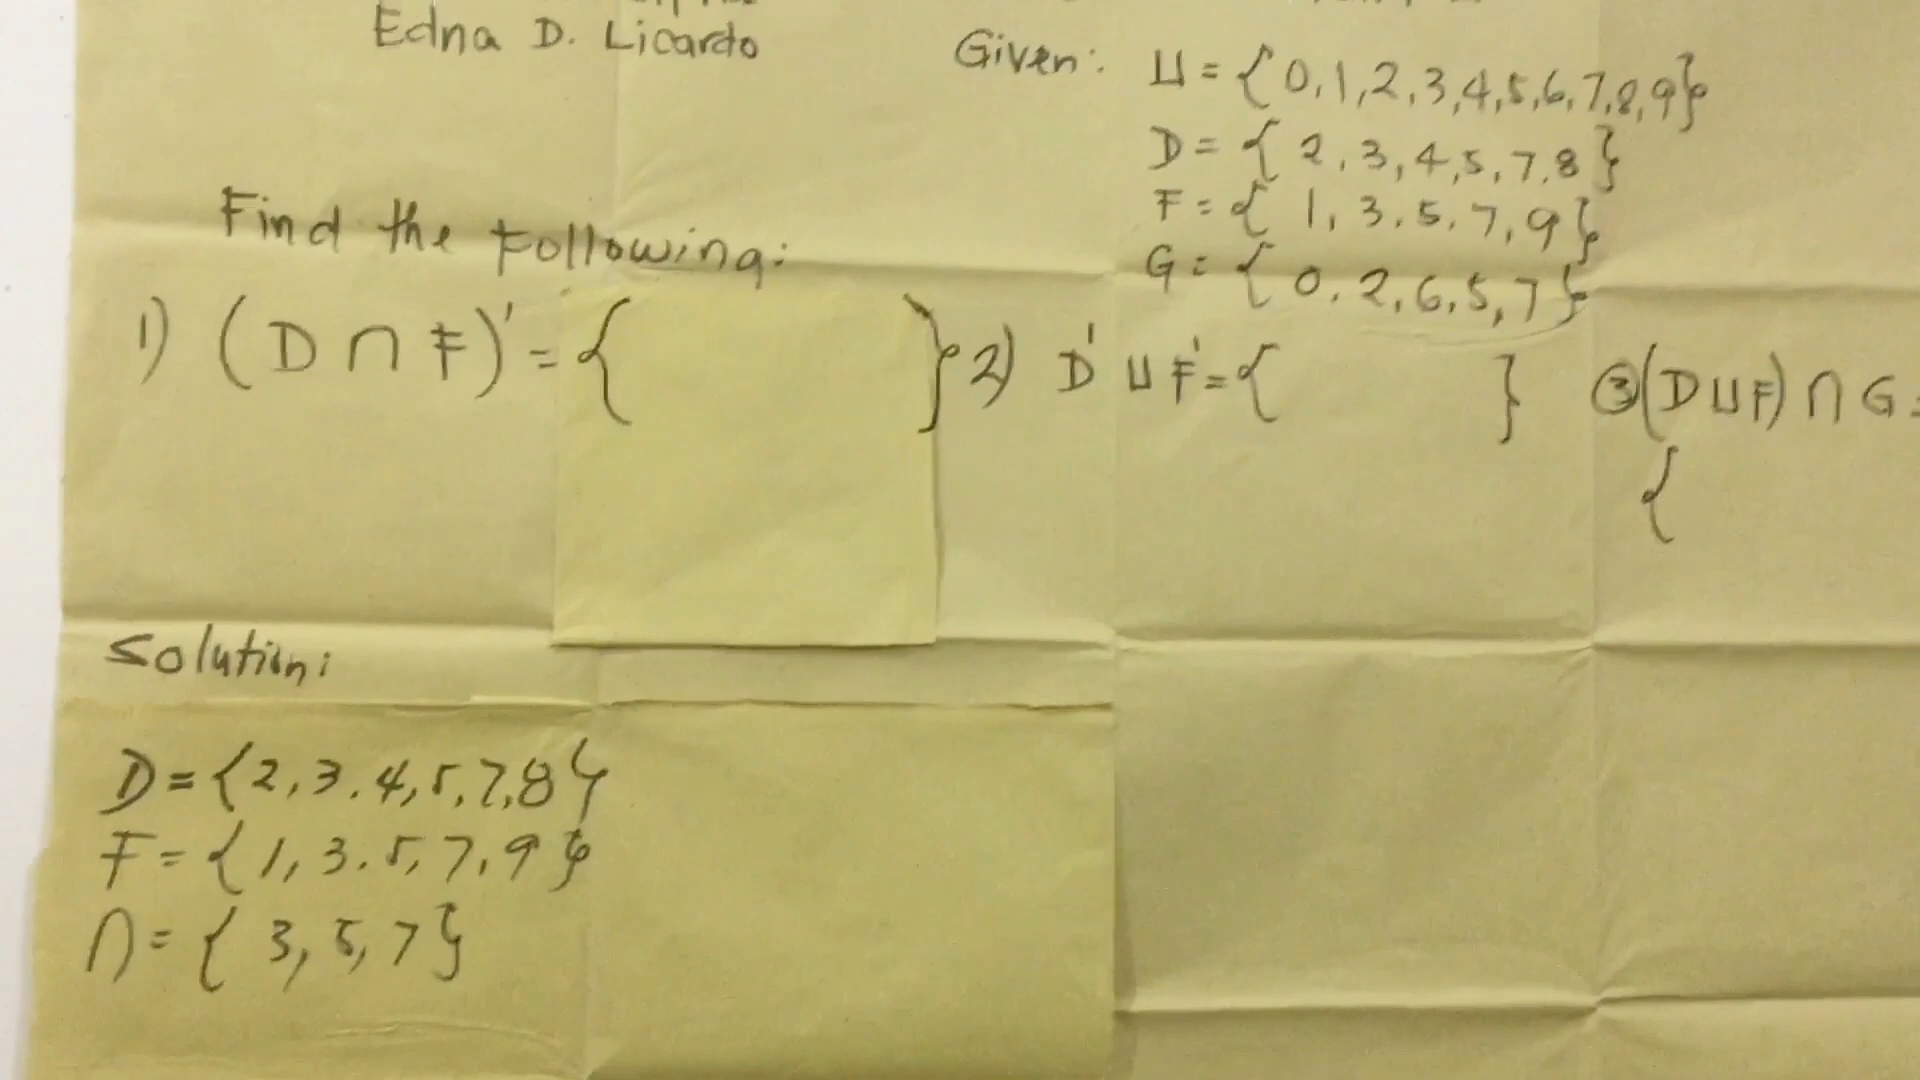 Edna D. Licardo
Given: U = {0,1,2,3,4,5,6,7,8,9}
D = { 2,3,4,5,7,8}
F = { 1,3.5.7,9}
G = { 0.2,6,5,7}
Find the Following:
1) (D ∩ F)' = { }
2) D' U F' = { }
③ (D U F) ∩ G =
{
Solution:
D = {2,3.4,5,7,8}
F = {1,3.5,7,9}
∩ = { 3,5,7}